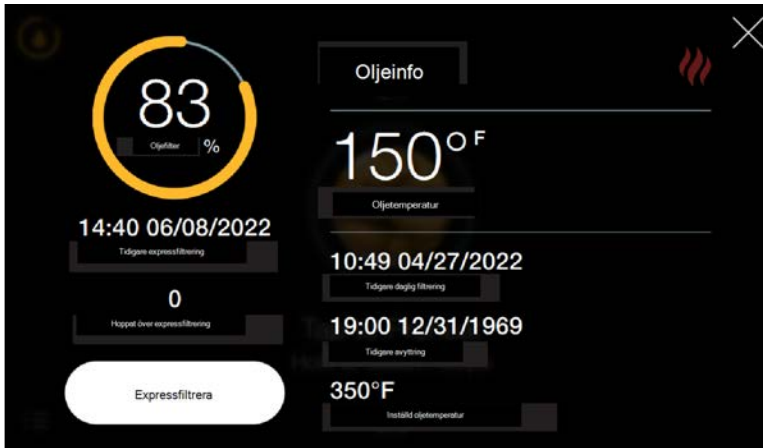 83
Oljefilter %
14:40 06/08/2022
Tidigare expressfiltrering
0
Hoppat över expressfiltrering
Expressfiltrera
Oljeinfo
150° F
Oljetemperatur
10:49 04/27/2022
Tidigare daglig filtrering
19:00 12/31/1969
Tidigare avyttring
350°F
Inställd oljetemperatur